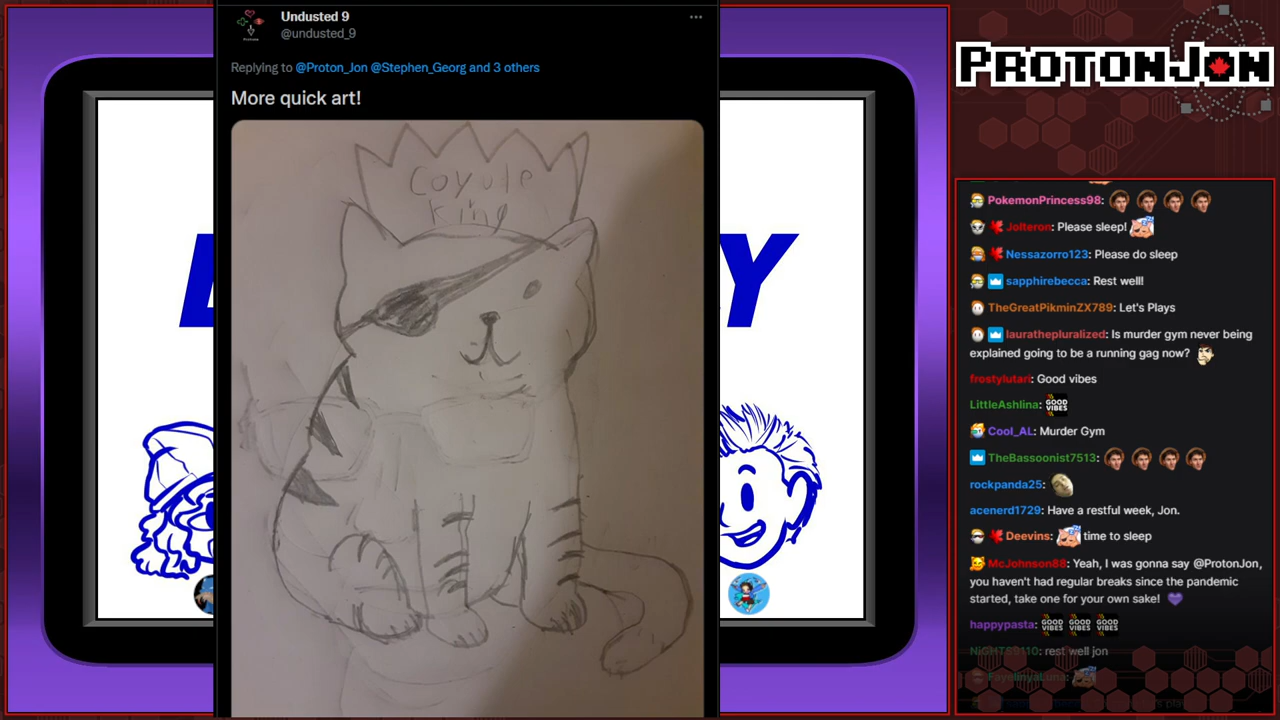 Undusted 9
@undusted_9
Replying to @Proton_Jon @Stephen_Georg and 3 others
More quick art!
Coyote
King
Y
PROTONJON
PokemonPrincess98:
Jolteron: Please sleep!
Nessazorro123: Please do sleep
sapphirebecca: Rest well!
TheGreatPikminZX789: Let's Plays
laurathepluralized: Is murder gym never being
explained going to be a running gag now?
frostylutari: Good vibes
LittleAshlina: GOOD VIBES
Cool_AL: Murder Gym
TheBassoonist7513:
rockpanda25:
acenerd1729: Have a restful week, Jon.
Deevins: time to sleep
McJohnson88: Yeah, I was gonna say @ProtonJon,
you haven't had regular breaks since the pandemic
started, take one for your own sake!
happypasta: GOOD VIBES GOOD VIBES GOOD VIBES
rest well jon
FayelinyaLuna: